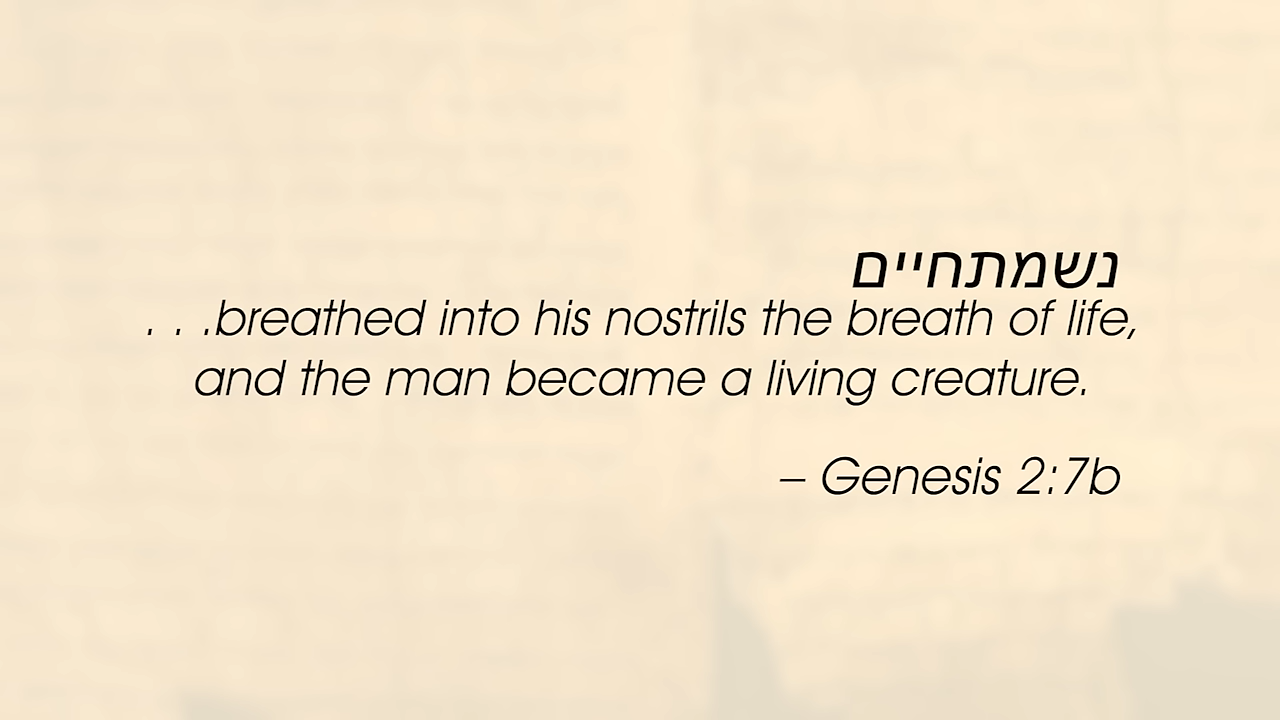 נשמתחיים
. . .breathed into his nostrils the breath of life,
and the man became a living creature.
– Genesis 2:7b